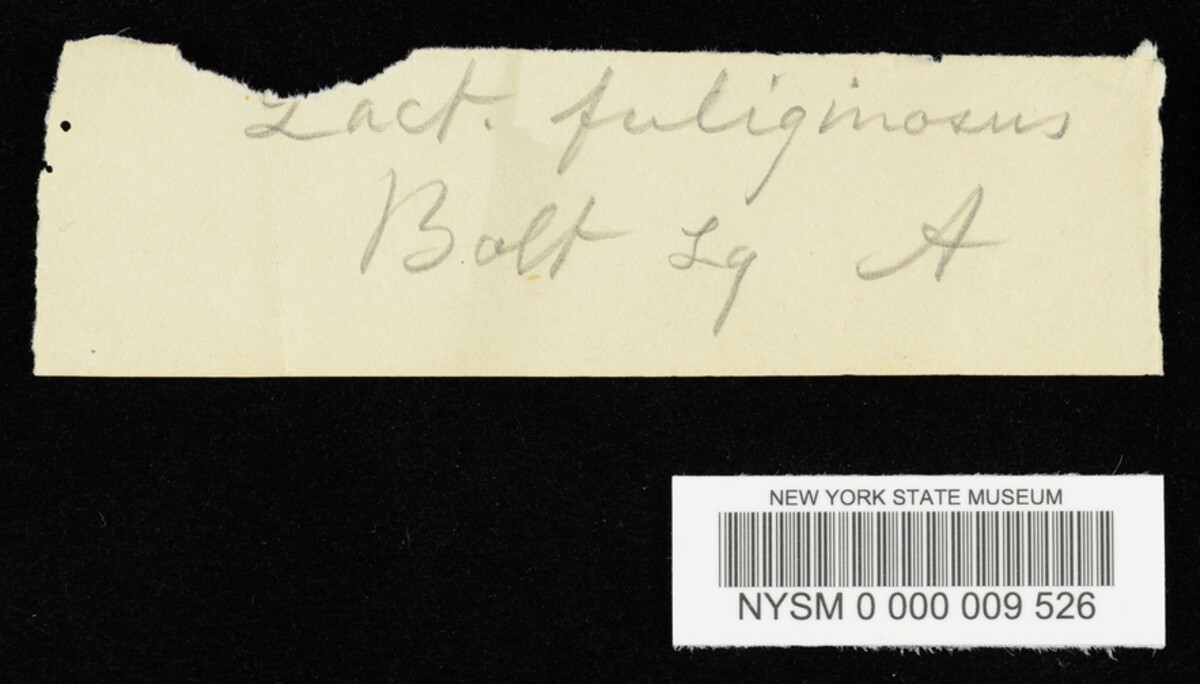 Lact. fuliginosus
Bolt Lg A
NEW YORK STATE MUSEUM
NYSM 0 000 009 526